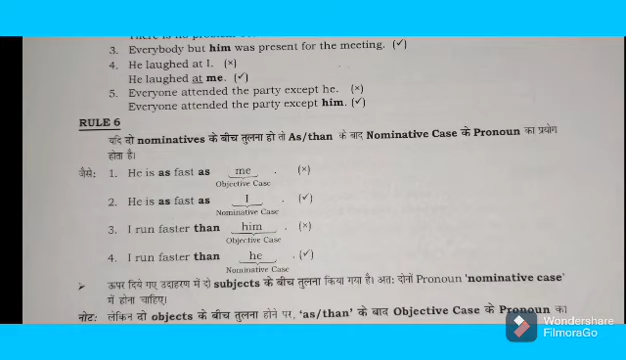 3. Everybody but him was present for the meeting. (✓)
4. He laughed at I. (×)
He laughed at me. (✓)
5. Everyone attended the party except he. (×)
Everyone attended the party except him. (✓)
RULE 6
यदि दो nominatives के बीच तुलना हो तो As/than के बाद Nominative Case के Pronoun का प्रयोग
होता है।
जैसे: 1. He is as fast as me . (×)
Objective Case
2. He is as fast as I . (✓)
Nominative Case
3. I run faster than him . (×)
Objective Case
4. I run faster than he . (✓)
Nominative Case
➢ ऊपर दिये गए उदाहरण में दो subjects के बीच तुलना किया गया है। अतः दोनों Pronoun 'nominative case'
में होना चाहिए।
नोट: लेकिन दो objects के बीच तुलना होने पर, 'as/than' के बाद Objective Case के Pronoun का
Wondershare
FilmoraGo